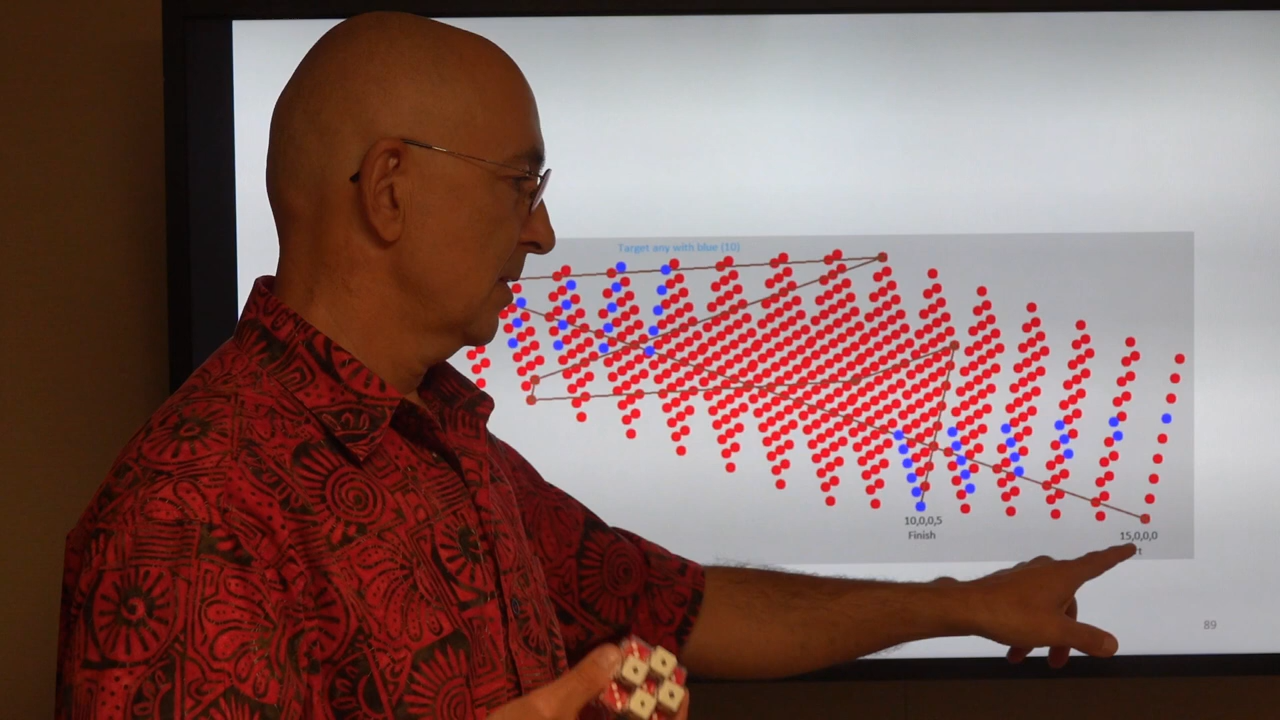 Target any with blue (10)
10,0,0,5
Finish
15,0,0,0
89